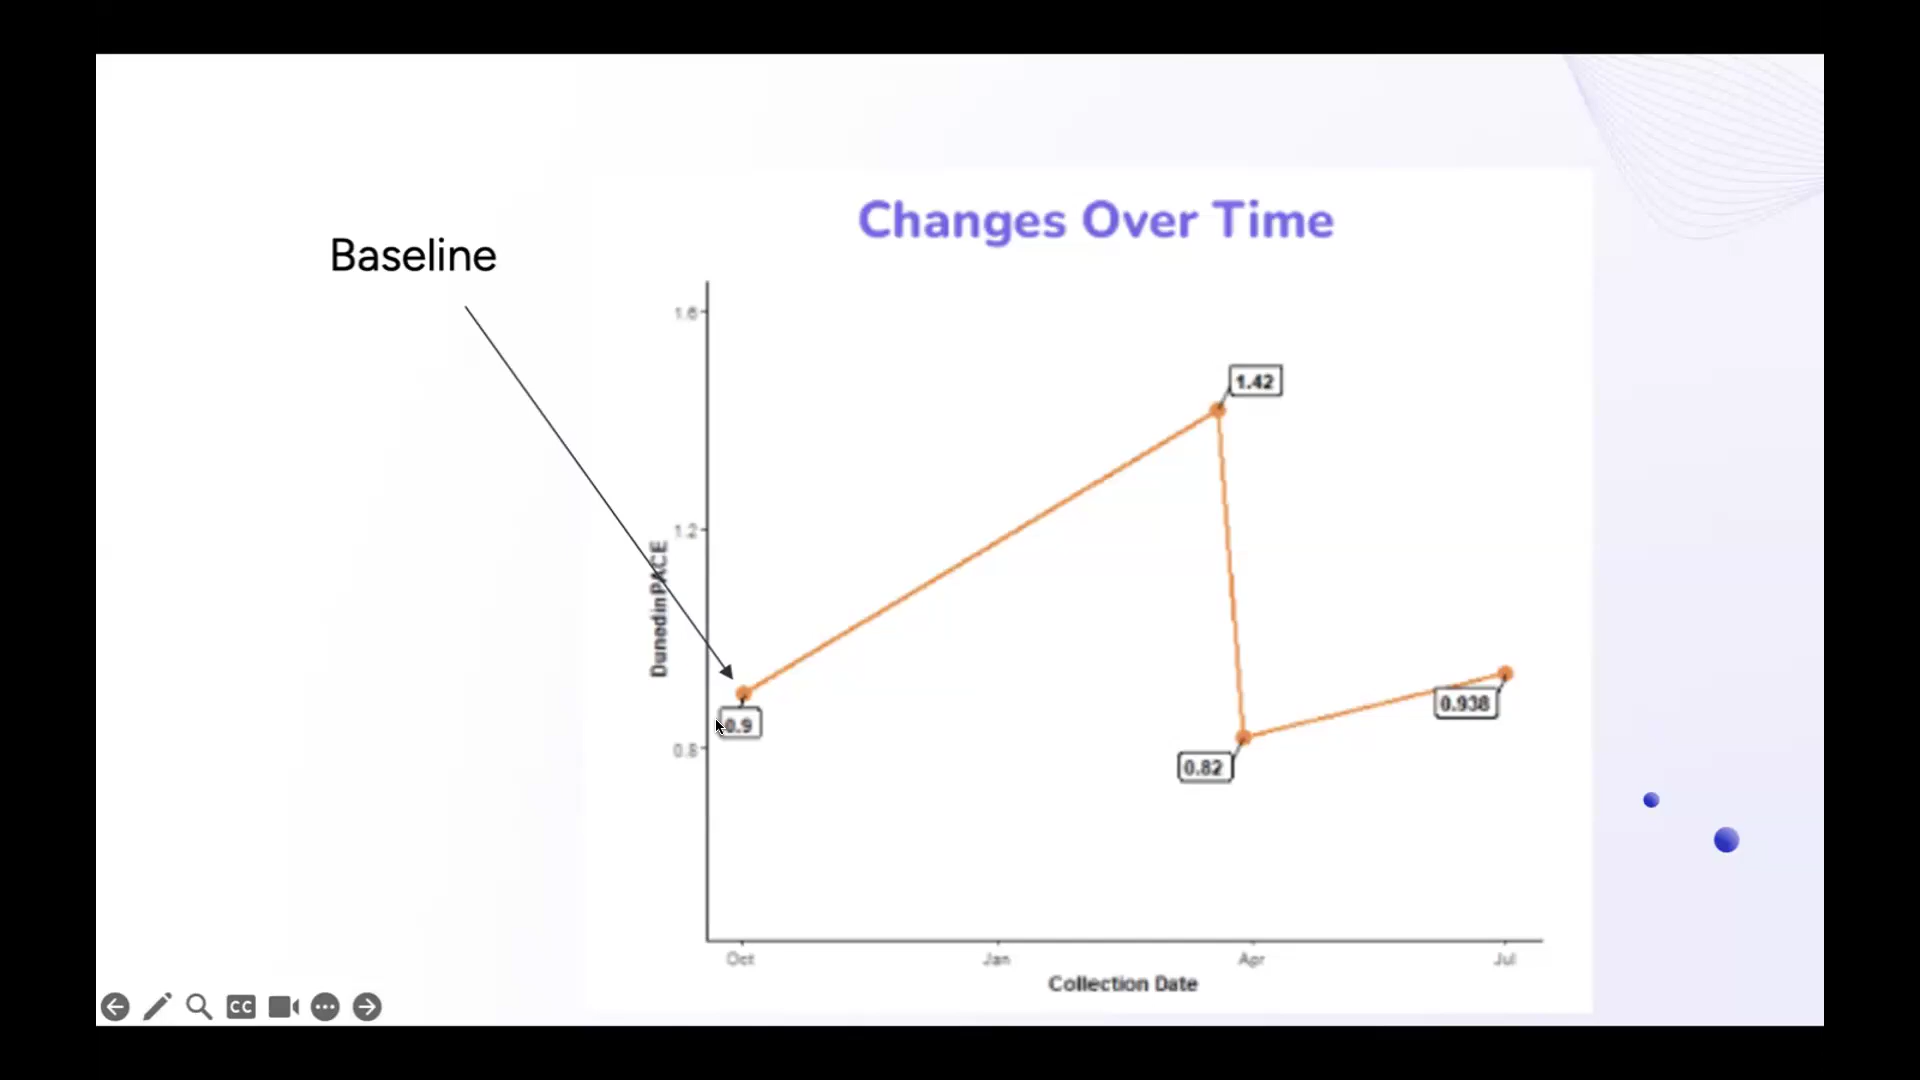 Changes Over Time
Baseline
1.6
1.42
1.2
DunedinPACE
0.9
0.938
0.8
0.82
Oct
Jan
Apr
Jul
Collection Date
CC